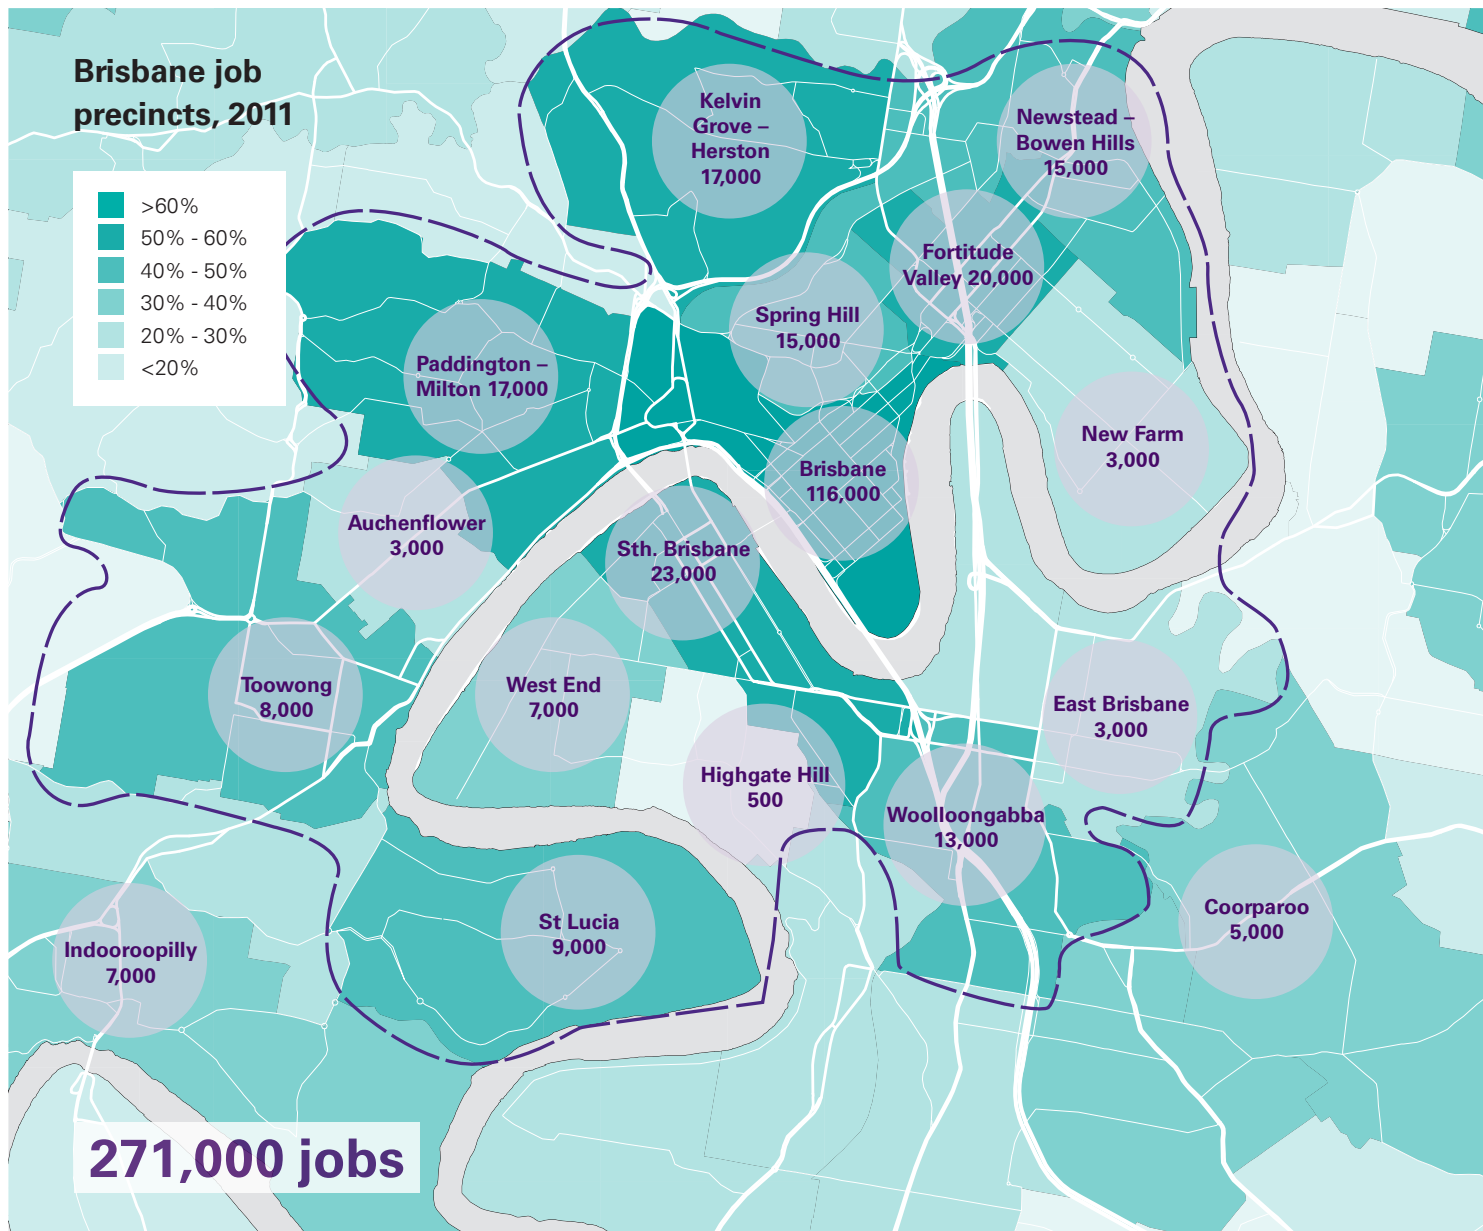 Brisbane job
precincts, 2011
>60%
50% - 60%
40% - 50%
30% - 40%
20% - 30%
<20%
Kelvin
Grove –
Herston
17,000
Newstead –
Bowen Hills
15,000
Fortitude
Valley 20,000
Spring Hill
15,000
Paddington –
Milton 17,000
New Farm
3,000
Brisbane
116,000
Auchenflower
3,000
Sth. Brisbane
23,000
Toowong
8,000
West End
7,000
East Brisbane
3,000
Highgate Hill
500
Woolloongabba
13,000
St Lucia
9,000
Coorparoo
5,000
Indooroopilly
7,000
271,000 jobs